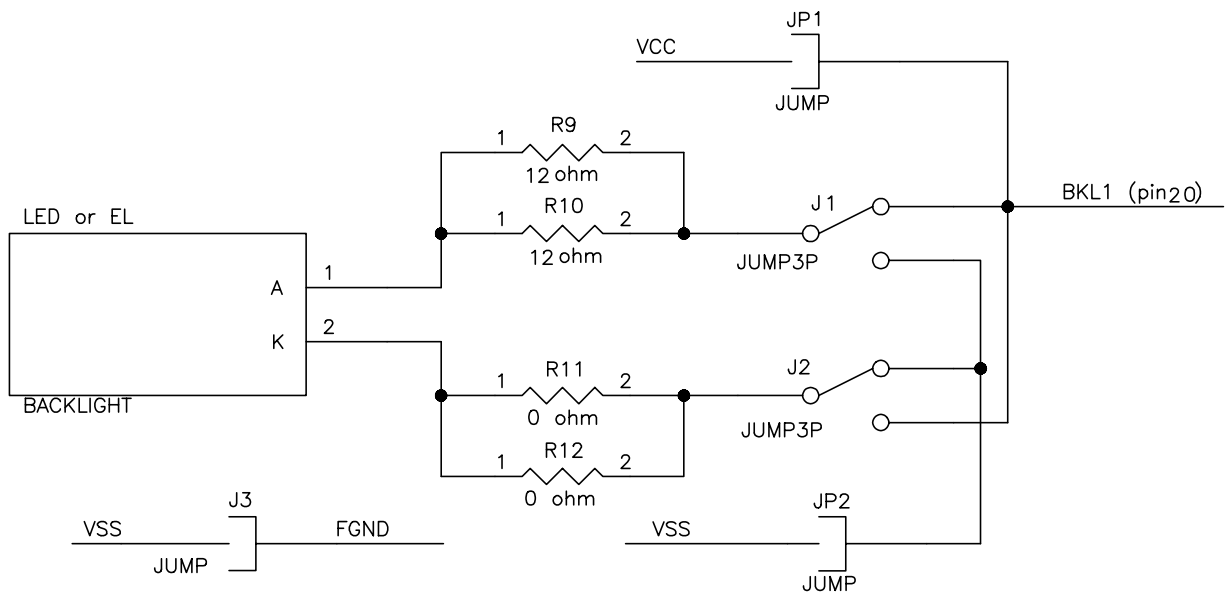 JP1
VCC
JUMP
R9
1 2
12 ohm
R10
1 2
12 ohm
J1
JUMP3P
BKL1 (pin20)
LED or EL
A 1
K 2
BACKLIGHT
R11
1 2
0 ohm
R12
1 2
0 ohm
J2
JUMP3P
J3
VSS
FGND
JUMP
JP2
VSS
JUMP